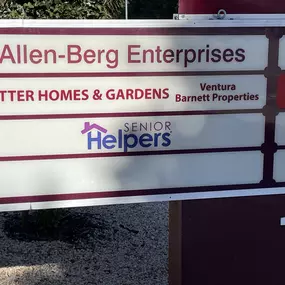 Allen-Berg Enterprises
TTER HOMES & GARDENS Ventura
Barnett Properties
SENIOR
Helpers